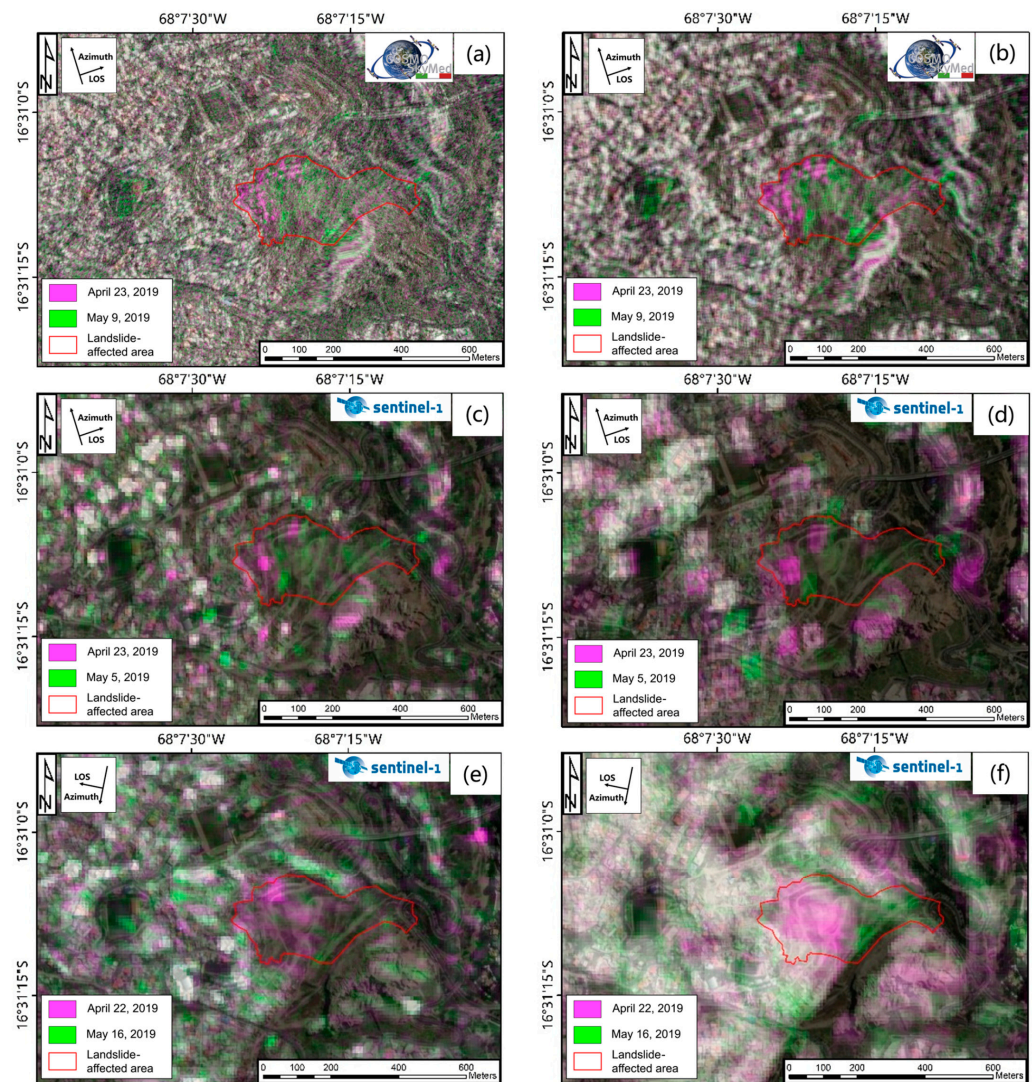 68°7'30"W 68°7'15"W 68°7'30"W 68°7'15"W
N
Azimuth
LOS
COSMO
SkyMed
(a)
16°31'0"S
16°31'15"S
April 23, 2019
May 9, 2019
Landslide-
affected area
0 100 200 400 600
Meters
N
Azimuth
LOS
COSMO
SkyMed
(b)
16°31'0"S
16°31'15"S
April 23, 2019
May 9, 2019
Landslide-
affected area
0 100 200 400 600
Meters
68°7'30"W 68°7'15"W 68°7'30"W 68°7'15"W
N
Azimuth
LOS
sentinel-1
(c)
16°31'0"S
16°31'15"S
April 23, 2019
May 5, 2019
Landslide-
affected area
0 100 200 400 600
Meters
N
Azimuth
LOS
sentinel-1
(d)
16°31'0"S
16°31'15"S
April 23, 2019
May 5, 2019
Landslide-
affected area
0 100 200 400 600
Meters
68°7'30"W 68°7'15"W 68°7'30"W 68°7'15"W
N
LOS
Azimuth
sentinel-1
(e)
16°31'0"S
16°31'15"S
April 22, 2019
May 16, 2019
Landslide-
affected area
0 100 200 400 600
Meters
N
LOS
Azimuth
sentinel-1
(f)
16°31'0"S
16°31'15"S
April 22, 2019
May 16, 2019
Landslide-
affected area
0 100 200 400 600
Meters